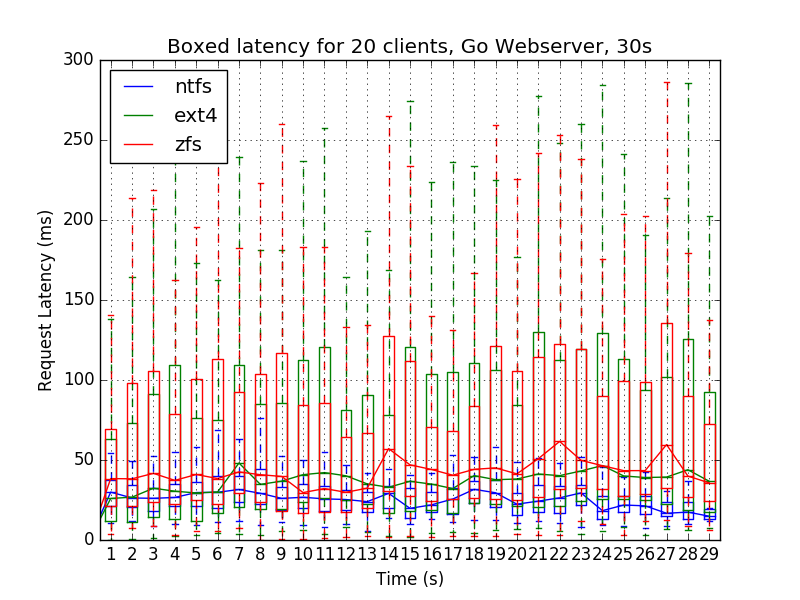 Boxed latency for 20 clients, Go Webserver, 30s
300
250
200
150
100
50
0
Request Latency (ms)
ntfs
ext4
zfs
1 2 3 4 5 6 7 8 9 10 11 12 13 14 15 16 17 18 19 20 21 22 23 24 25 26 27 28 29
Time (s)